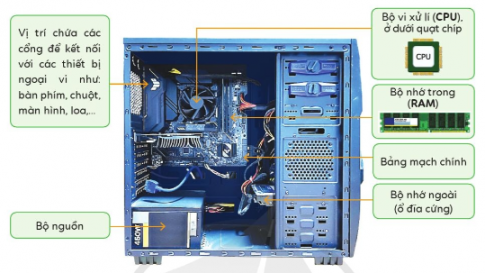 Vị trí chứa các
cổng để kết nối
với các thiết bị
ngoại vi như:
bàn phím, chuột,
màn hình, loa,...
Bộ nguồn
450W
Bộ vi xử lí (CPU),
ở dưới quạt chíp
CPU
Bộ nhớ trong
(RAM)
Bảng mạch chính
Bộ nhớ ngoài
(ổ đĩa cứng)